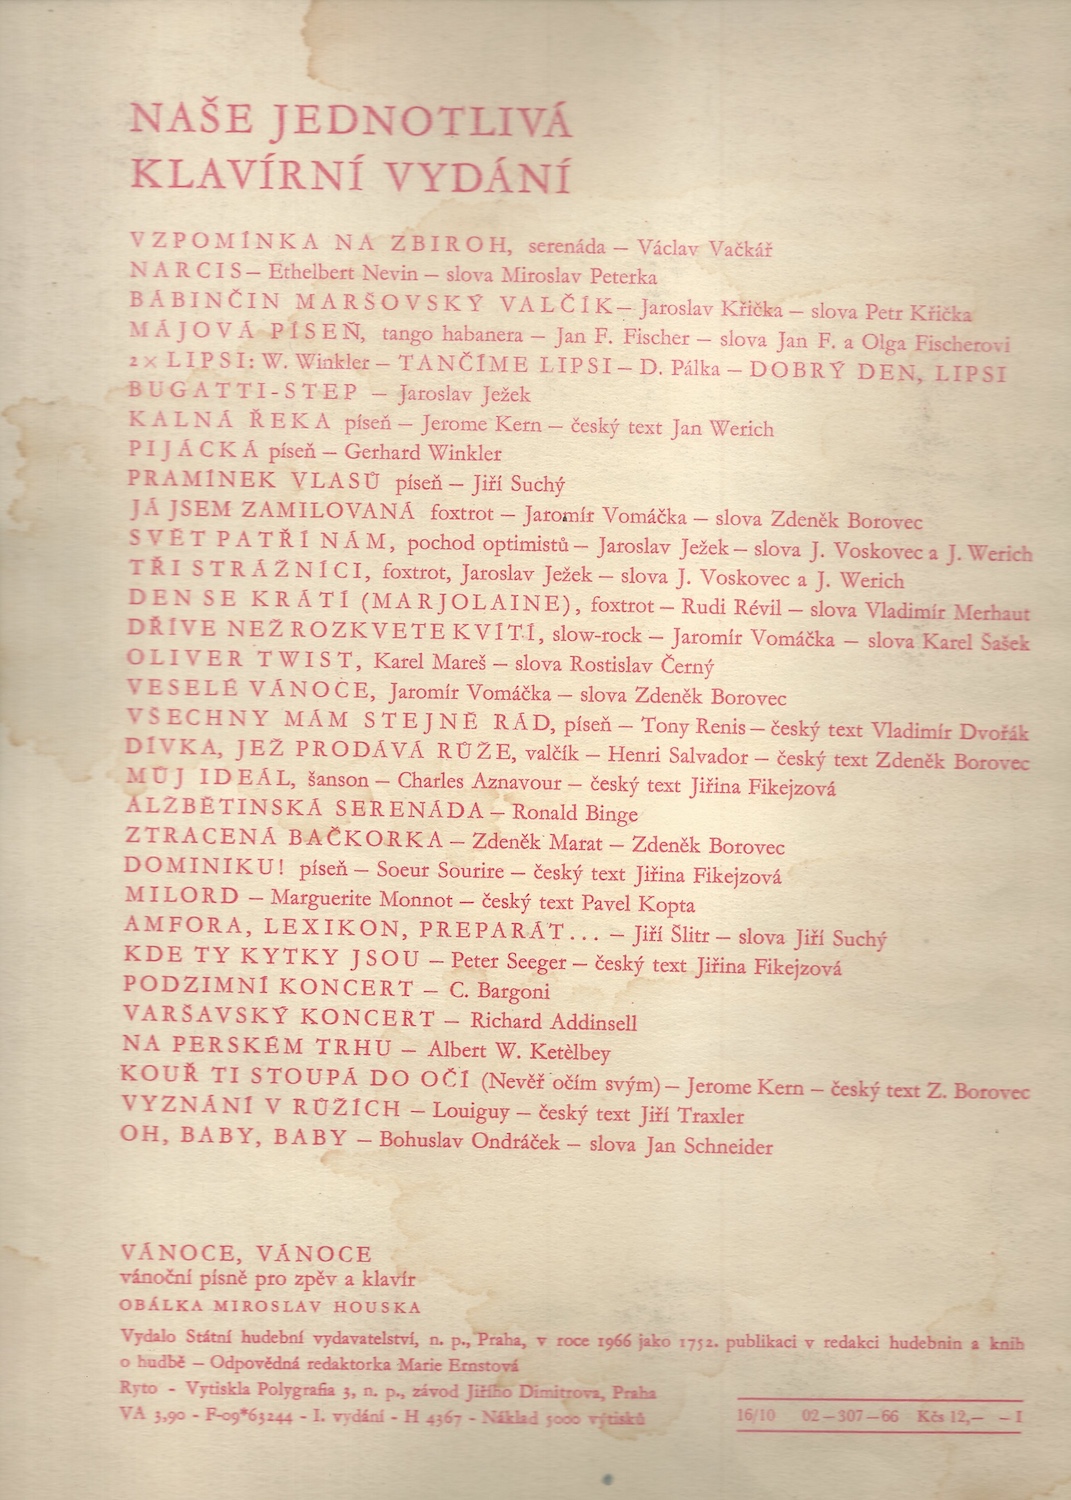 NAŠE JEDNOTLIVÁ
KLAVÍRNÍ VYDÁNÍ
VZPOMÍNKA NA ZBIROH, serenáda – Václav Vačkář
NARCIS – Ethelbert Nevin – slova Miroslav Peterka
BABINČIN MARŠOVSKÝ VALČÍK – Jaroslav Křička – slova Petr Křička
MÁJOVÁ PÍSEŇ, tango habanera – Jan F. Fischer – slova Jan F. a Olga Fischerovi
2 × LIPSI: W. Winkler – TANČÍME LIPSI – D. Pálka – DOBRÝ DEN, LIPSI
BUGATTI-STEP – Jaroslav Ježek
KALNÁ ŘEKA píseň – Jerome Kern – český text Jan Werich
PIJÁCKÁ píseň – Gerhard Winkler
PRAMÍNEK VLASŮ píseň – Jiří Suchý
JÁ JSEM ZAMILOVANÁ foxtrot – Jaromír Vomáčka – slova Zdeněk Borovec
SVĚT PATŘÍ NÁM, pochod optimistů – Jaroslav Ježek – slova J. Voskovec a J. Werich
TŘI STRÁŽNÍCI, foxtrot, Jaroslav Ježek – slova J. Voskovec a J. Werich
DEN SE KRÁTÍ (MARJOLAINE), foxtrot – Rudi Révil – slova Vladimír Merhaut
DŘÍVE NEŽ ROZKVETE KVÍTÍ, slow-rock – Jaromír Vomáčka – slova Karel Šašek
OLIVER TWIST, Karel Mareš – slova Rostislav Černý
VESELÉ VÁNOCE, Jaromír Vomáčka – slova Zdeněk Borovec
VŠECHNY MÁM STEJNĚ RÁD, píseň – Tony Renis – český text Vladimír Dvořák
DÍVKA, JEŽ PRODÁVÁ RŮŽE, valčík – Henri Salvador – český text Zdeněk Borovec
MŮJ IDEÁL, šanson – Charles Aznavour – český text Jiřina Fikejzová
ALŽBĚTINSKÁ SERENÁDA – Ronald Binge
ZTRACENÁ BAČKORKA – Zdeněk Marat – Zdeněk Borovec
DOMINIKU! píseň – Soeur Sourire – český text Jiřina Fikejzová
MILORD – Marguerite Monnot – český text Pavel Kopta
AMFORA, LEXIKON, PREPARÁT... – Jiří Šlitr – slova Jiří Suchý
KDE TY KYTKY JSOU – Peter Seeger – český text Jiřina Fikejzová
PODZIMNÍ KONCERT – C. Bargoni
VARŠAVSKÝ KONCERT – Richard Addinsell
NA PERSKÉM TRHU – Albert W. Ketèlbey
KOUŘ TI STOUPÁ DO OČÍ (Nevěř očím svým) – Jerome Kern – český text Z. Borovec
VYZNÁNÍ V RŮŽÍCH – Louiguy – český text Jiří Traxler
OH, BABY, BABY – Bohuslav Ondráček – slova Jan Schneider
VÁNOCE, VÁNOCE
vánoční písně pro zpěv a klavír
OBÁLKA MIROSLAV HOUSKA
Vydalo Státní hudební vydavatelství, n. p., Praha, v roce 1966 jako 1752. publikaci v redakci hudebnin a knih
o hudbě – Odpovědná redaktorka Marie Ernstová
Ryto - Vytiskla Polygrafia 3, n. p., závod Jiřího Dimitrova, Praha
VA 3,90 - F-09*63244 - I. vydání - H 4367 - Náklad 5000 výtisků
16/10 02–307–66 Kčs 12,– – I